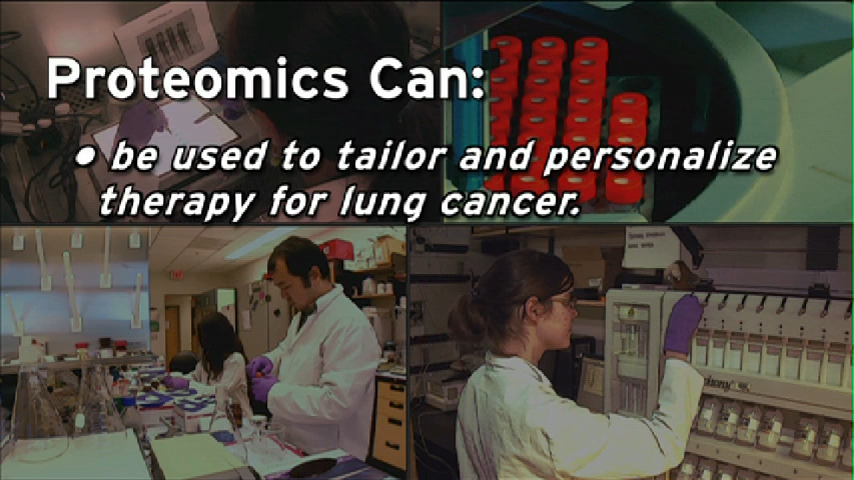 Proteomics Can:
• be used to tailor and personalize
therapy for lung cancer.